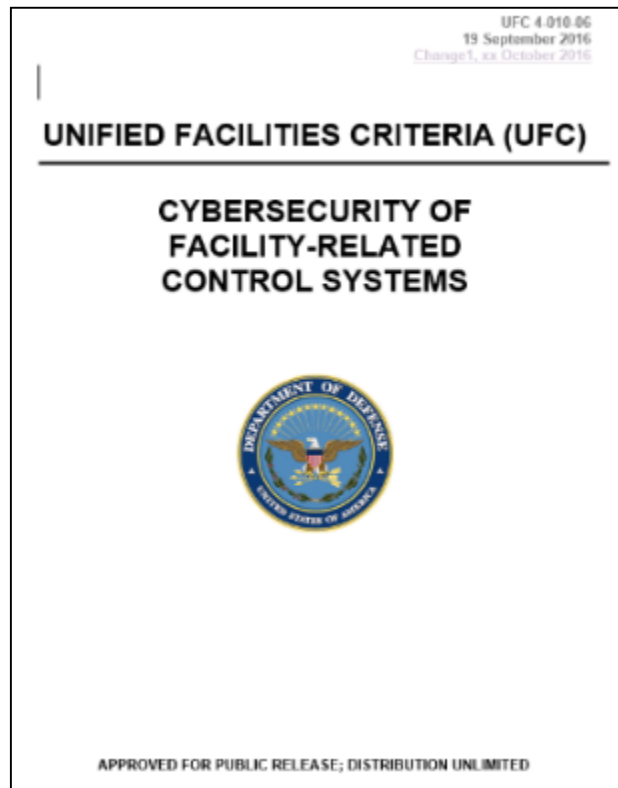 UFC 4-010-06
19 September 2016
Change1, xx October 2016
UNIFIED FACILITIES CRITERIA (UFC)
CYBERSECURITY OF
FACILITY-RELATED
CONTROL SYSTEMS
DEPARTMENT OF DEFENSE
UNITED STATES OF AMERICA
APPROVED FOR PUBLIC RELEASE; DISTRIBUTION UNLIMITED